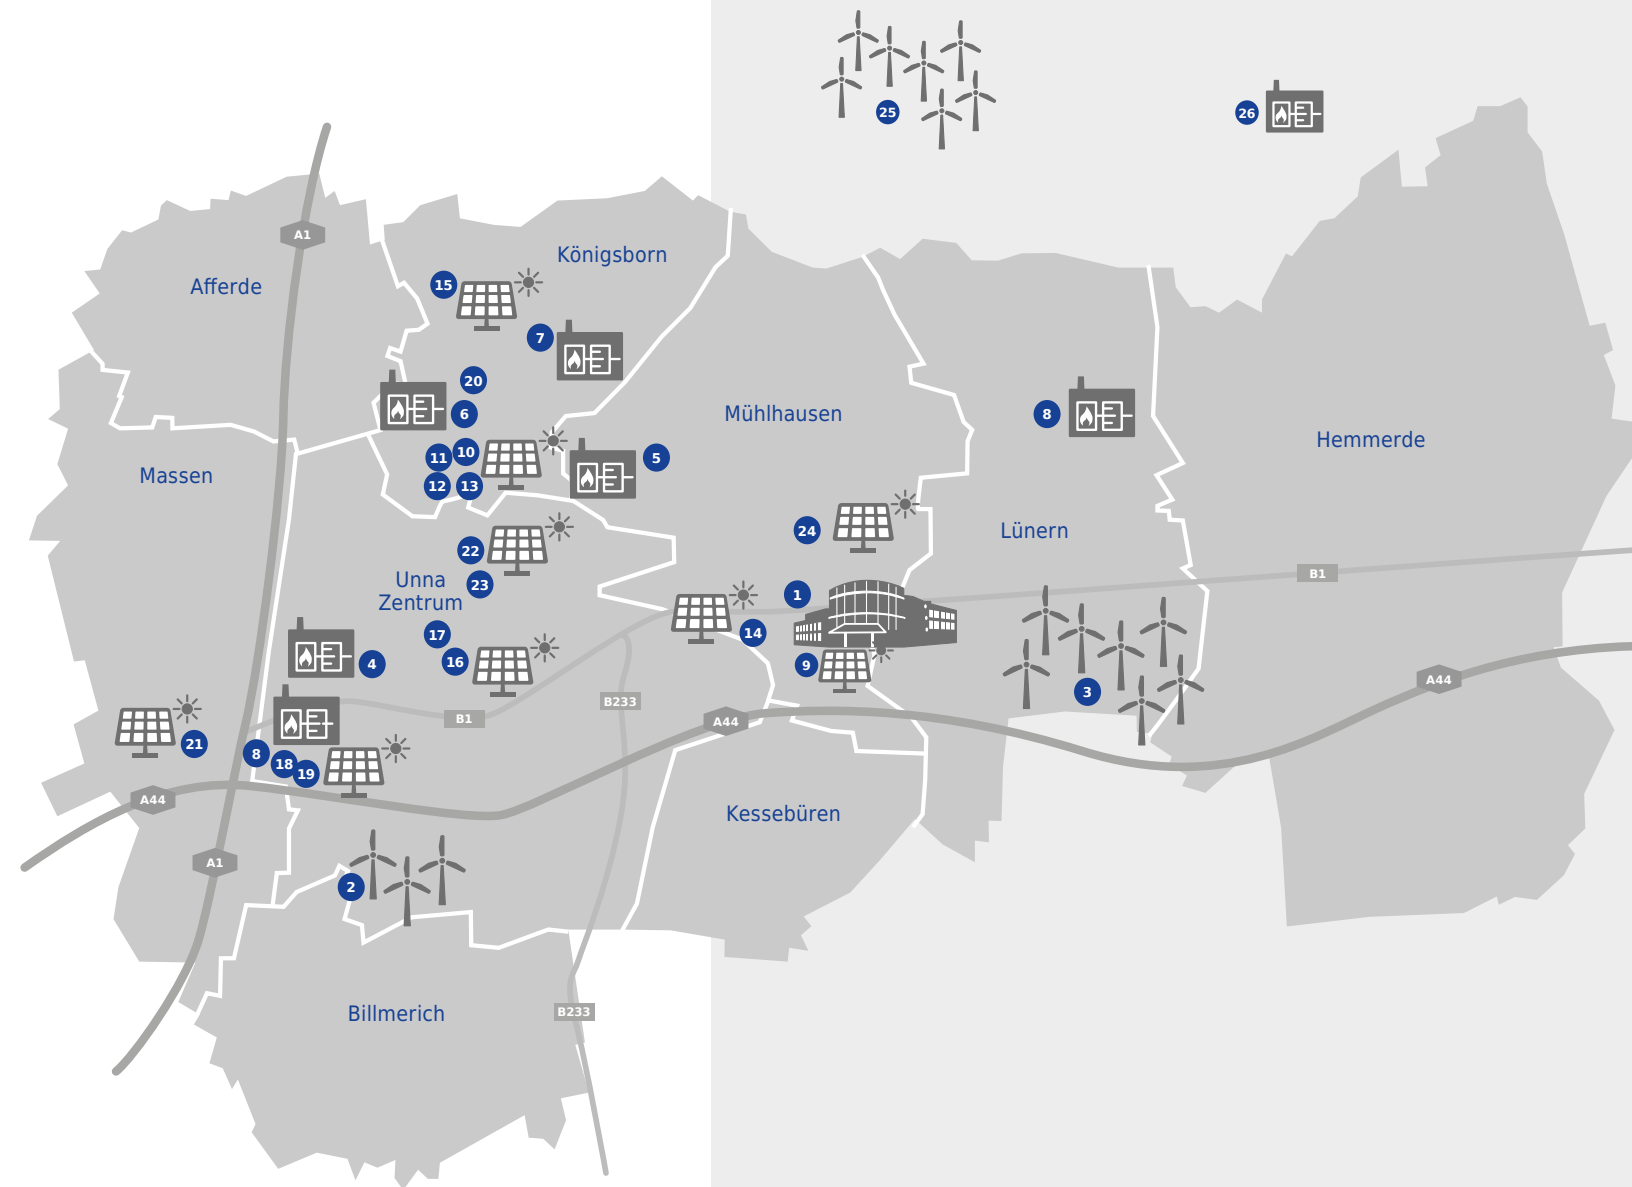 25
26
A1
Königsborn
Afferde
15
7
20
6
Mühlhausen
8
Hemmerde
11
10
5
Massen
12
13
24
Lünern
22
B1
Unna
Zentrum
23
1
17
14
16
4
9
A44
3
B233
B1
A44
21
8
18
19
A44
Kessebüren
A1
2
Billmerich
B233